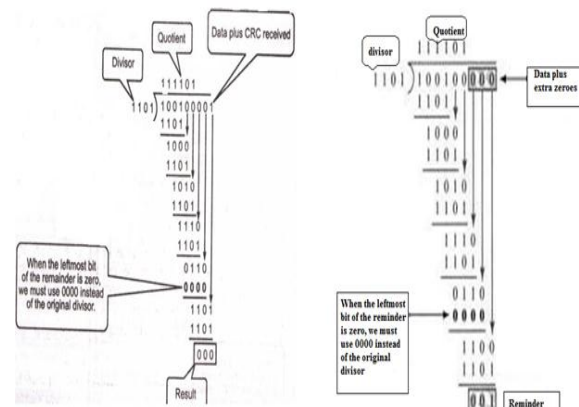 Quotient
Data plus CRC received
Divisor
111101
1101
100100001
1101
1000
1101
1010
1101
1110
1101
0110
0000
1101
1101
000
When the leftmost bit
of the remainder is zero,
we must use 0000 instead
of the original divisor.
Result
Quotient
divisor
111101
1101
100100000
Data plus
extra zeroes
1101
1000
1101
1010
1101
1110
1101
0110
0000
1100
1101
001
When the leftmost
bit of the reminder
is zero, we must
use 0000 instead
of the original
divisor
Reminder